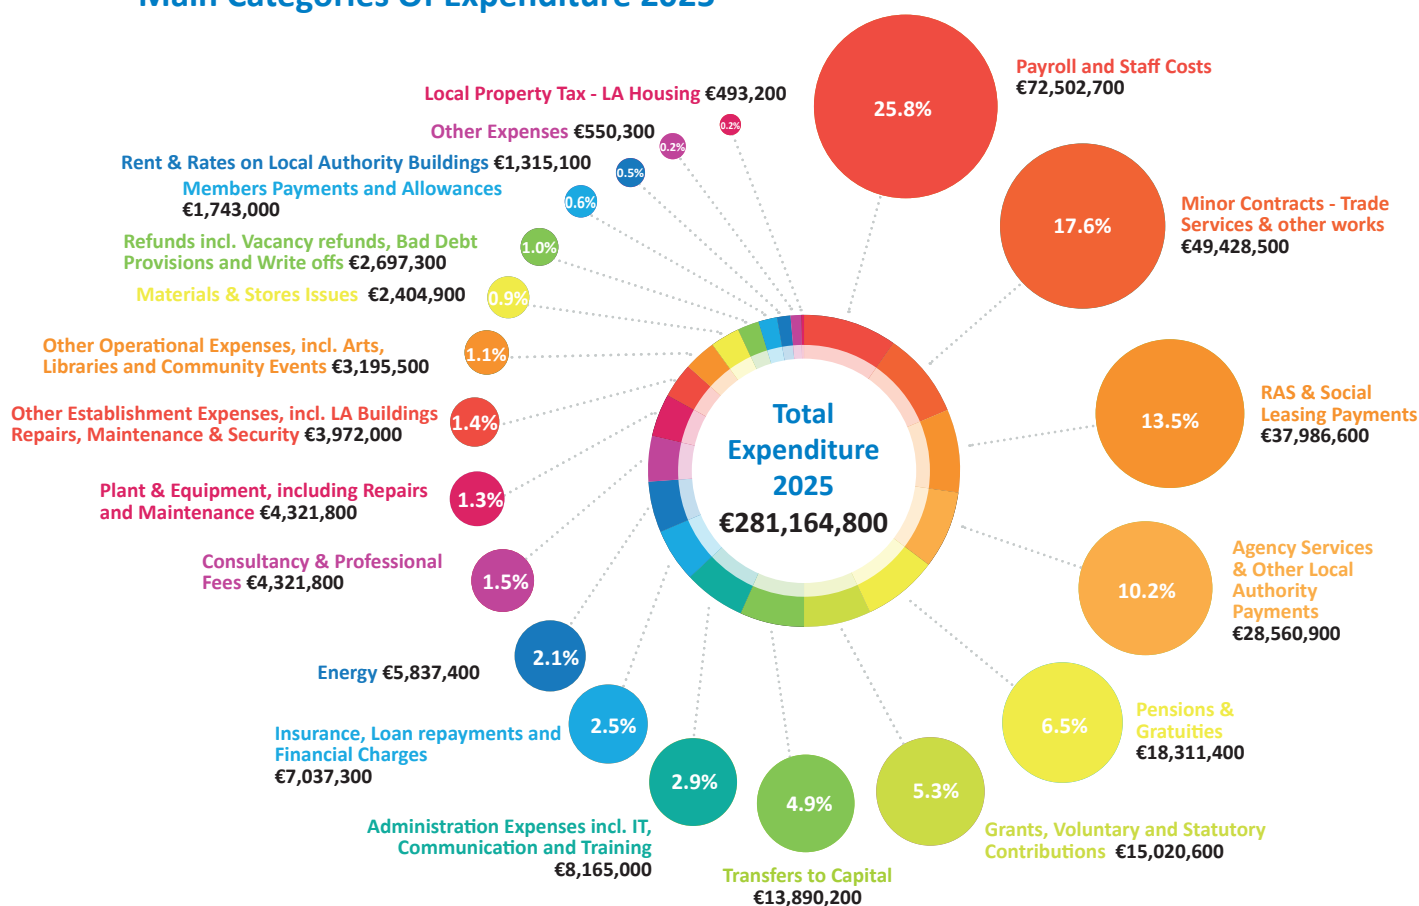 Main Categories Of Expenditure 2025
25.8%
Payroll and Staff Costs
€72,502,700
17.6%
Minor Contracts - Trade
Services & other works
€49,428,500
13.5%
RAS & Social
Leasing Payments
€37,986,600
10.2%
Agency Services
& Other Local
Authority
Payments
€28,560,900
6.5%
Pensions &
Gratuities
€18,311,400
5.3%
Grants, Voluntary and Statutory
Contributions €15,020,600
4.9%
Transfers to Capital
€13,890,200
2.9%
Administration Expenses incl. IT,
Communication and Training
€8,165,000
2.5%
Insurance, Loan repayments and
Financial Charges
€7,037,300
2.1%
Energy €5,837,400
1.5%
Consultancy & Professional
Fees €4,321,800
1.3%
Plant & Equipment, including Repairs
and Maintenance €4,321,800
1.4%
Other Establishment Expenses, incl. LA Buildings
Repairs, Maintenance & Security €3,972,000
1.1%
Other Operational Expenses, incl. Arts,
Libraries and Community Events €3,195,500
0.9%
Materials & Stores Issues €2,404,900
1.0%
Refunds incl. Vacancy refunds, Bad Debt
Provisions and Write offs €2,697,300
0.6%
Members Payments and Allowances
€1,743,000
0.5%
Rent & Rates on Local Authority Buildings €1,315,100
0.2%
Other Expenses €550,300
0.2%
Local Property Tax - LA Housing €493,200
Total
Expenditure
2025
€281,164,800